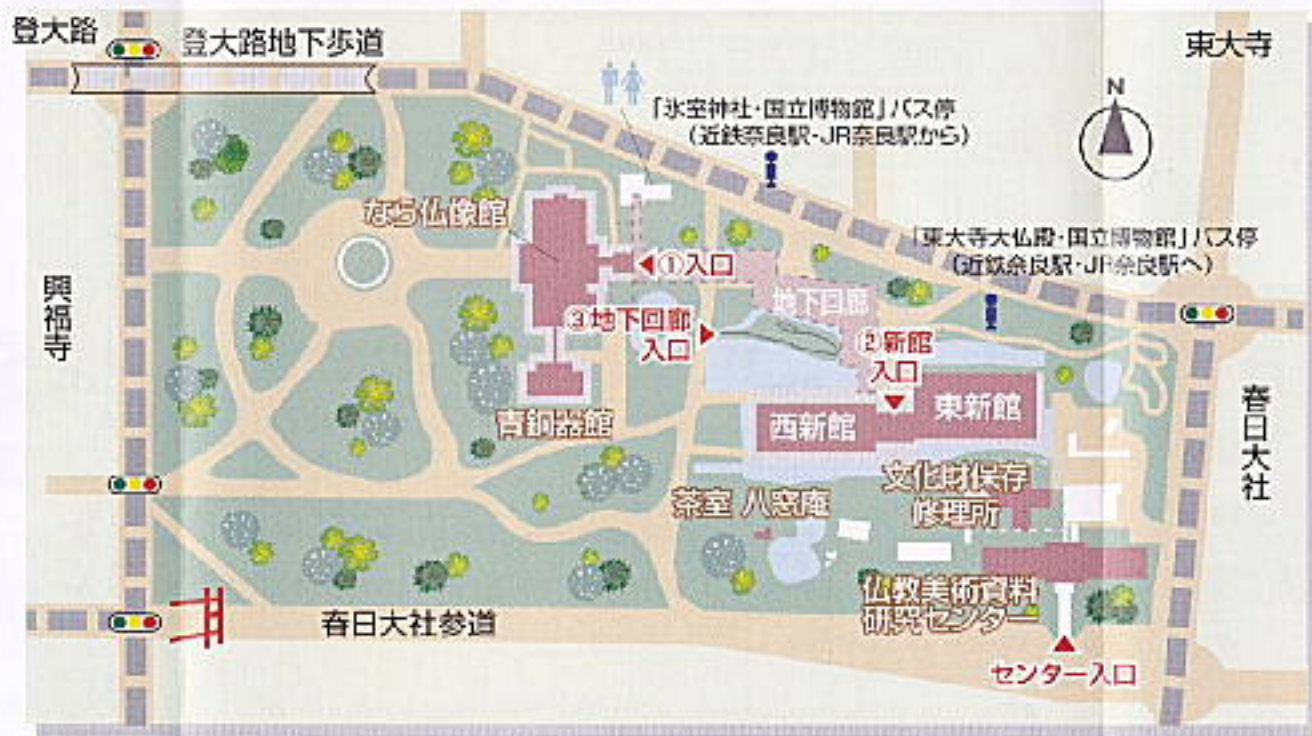 登大路
登大路地下歩道
東大寺
N
「氷室神社・国立博物館」バス停
(近鉄奈良駅・JR奈良駅から)
なら仏像館
「東大寺大仏殿・国立博物館」バス停
(近鉄奈良駅・JR奈良駅へ)
①入口
興福寺
地下回廊
③地下回廊
入口
②新館
入口
青銅器館
西新館
東新館
春日大社
文化財保存
修理所
茶室 八窓庵
仏教美術資料
研究センター
春日大社参道
センター入口